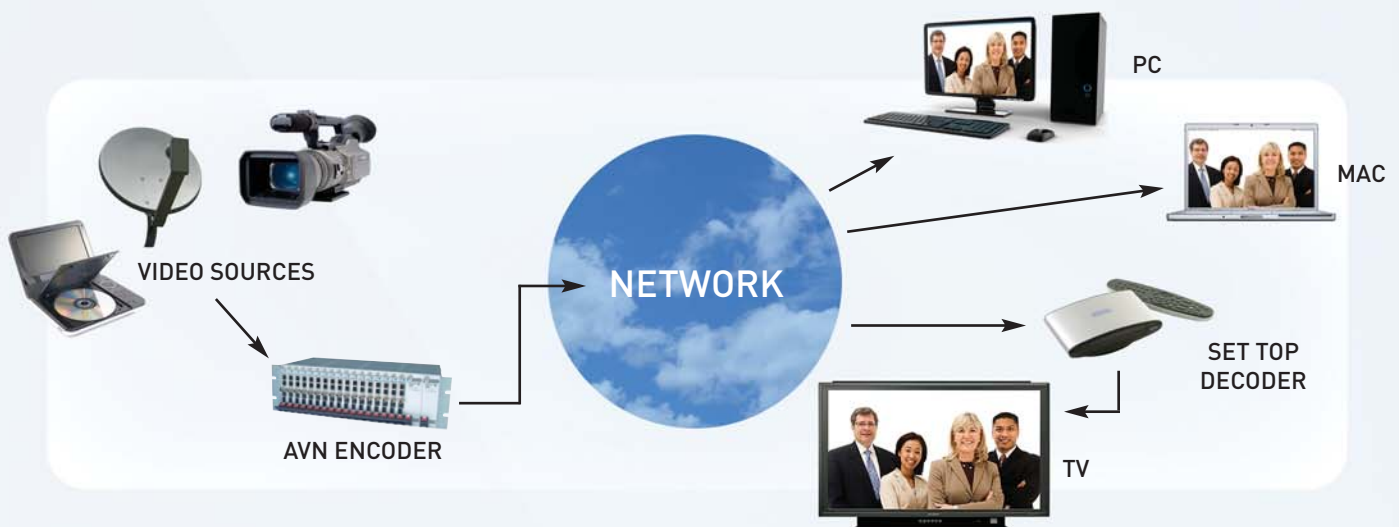 PC
MAC
VIDEO SOURCES
NETWORK
SET TOP
DECODER
AVN ENCODER
TV